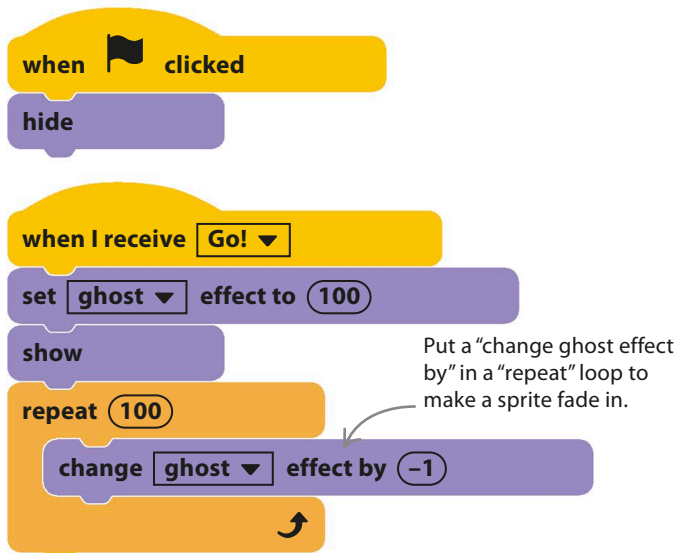 when clicked
hide
when I receive Go!
set ghost effect to 100
show
repeat 100
change ghost effect by –1
Put a “change ghost effect
by” in a “repeat” loop to
make a sprite fade in.